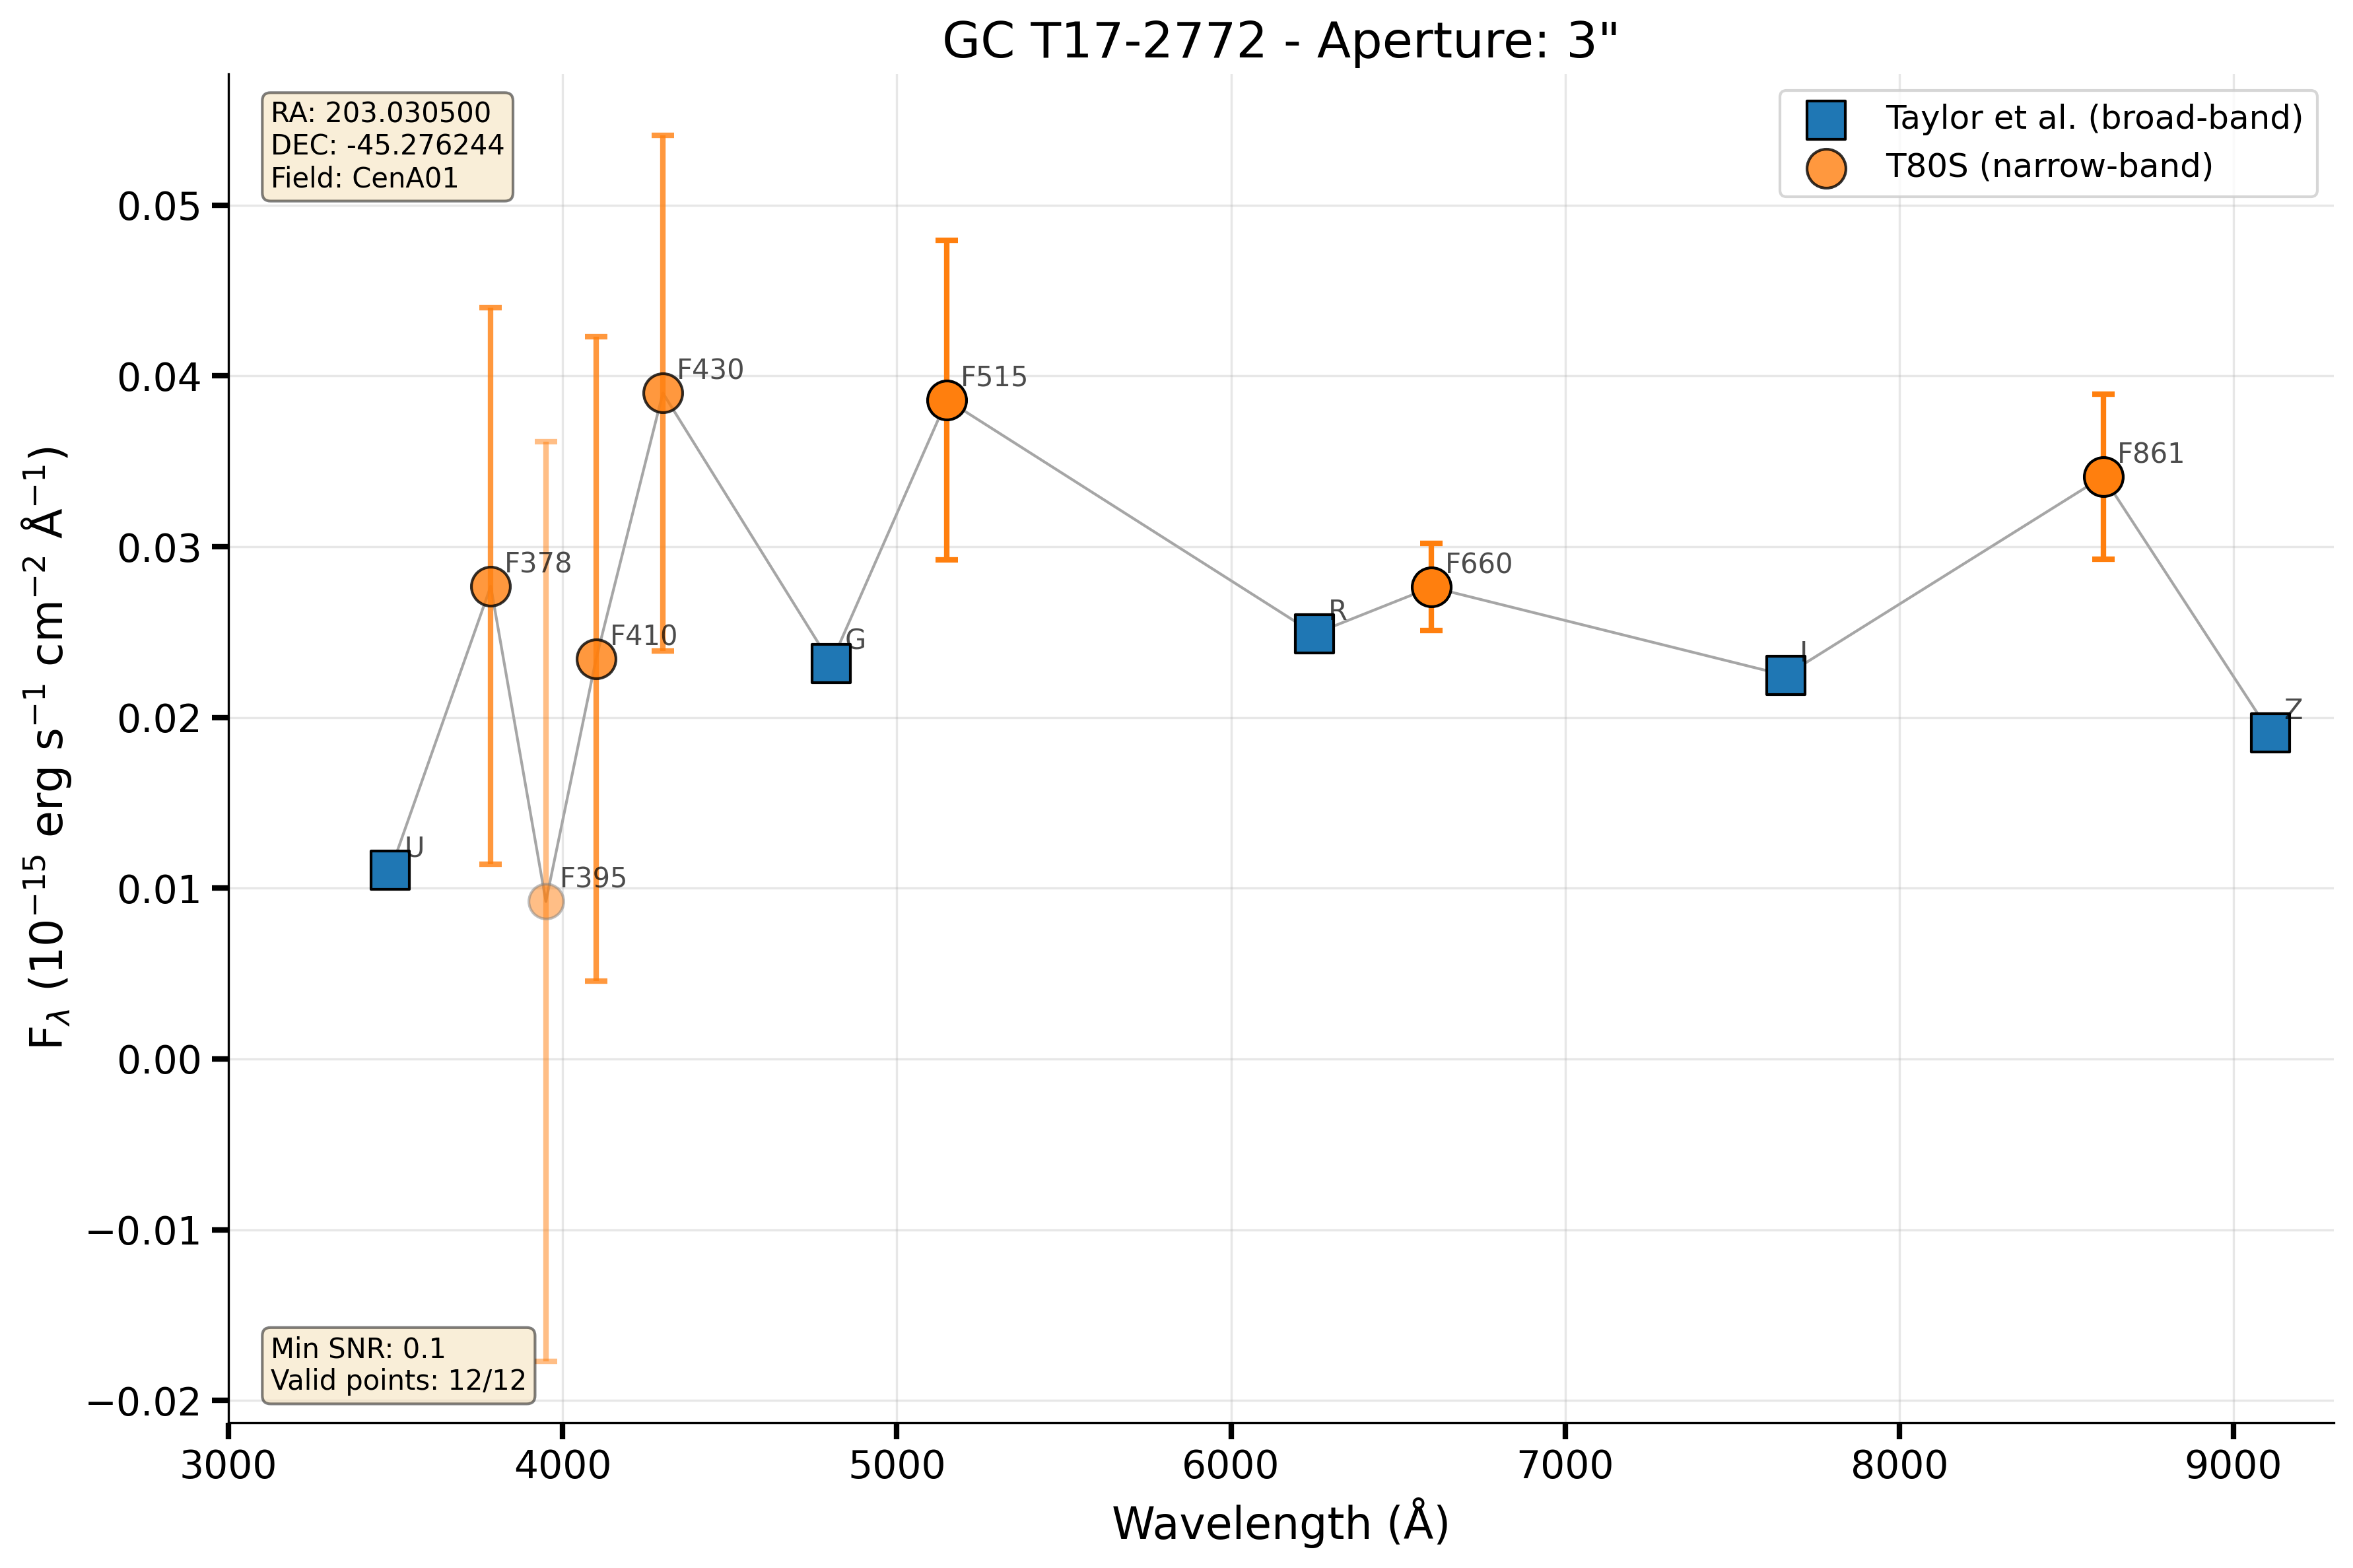 GC T17-2772 - Aperture: 3"
RA: 203.030500
DEC: -45.276244
Field: CenA01
Taylor et al. (broad-band)
T80S (narrow-band)
F_λ (10⁻¹⁵ erg s⁻¹ cm⁻² Å⁻¹)
0.05
0.04
0.03
0.02
0.01
0.00
−0.01
−0.02
U
F378
F395
F410
F430
G
F515
R
F660
I
F861
Z
Min SNR: 0.1
Valid points: 12/12
3000 4000 5000 6000 7000 8000 9000
Wavelength (Å)